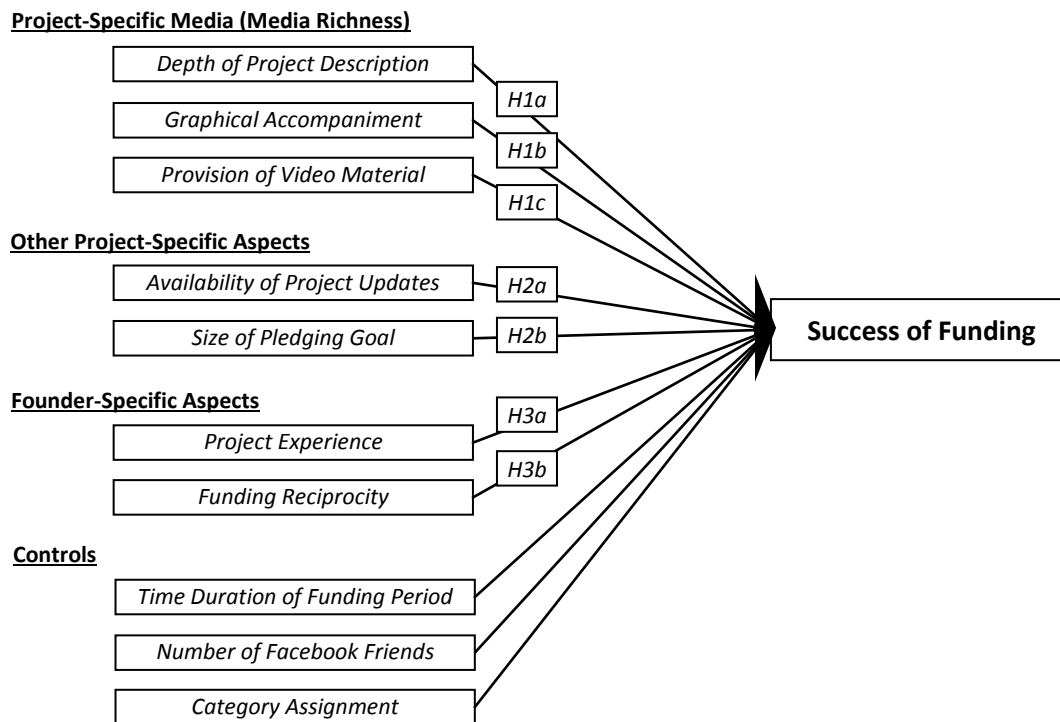 Project-Specific Media (Media Richness)
Depth of Project Description
H1a
Graphical Accompaniment
H1b
Provision of Video Material
H1c
Other Project-Specific Aspects
Availability of Project Updates
H2a
Size of Pledging Goal
H2b
Success of Funding
Founder-Specific Aspects
H3a
Project Experience
H3b
Funding Reciprocity
Controls
Time Duration of Funding Period
Number of Facebook Friends
Category Assignment